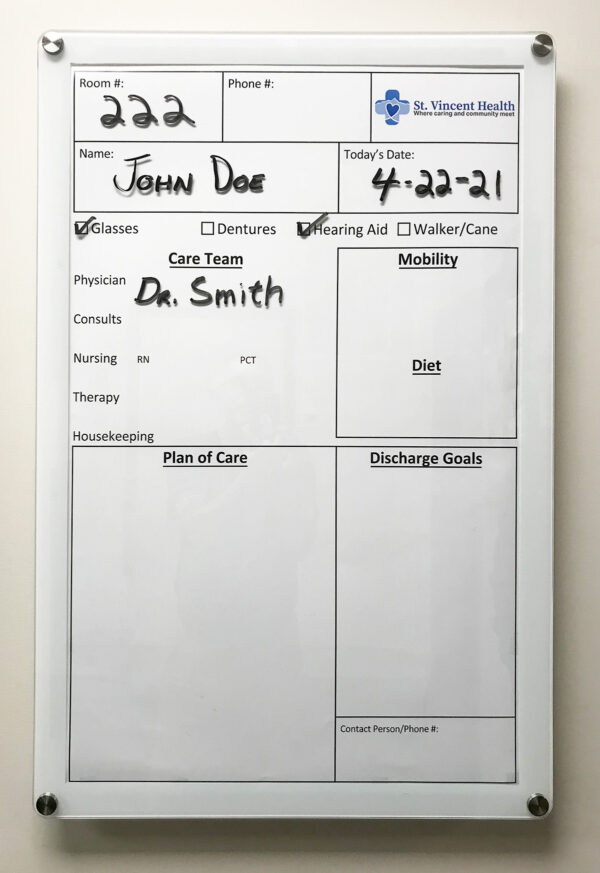 Room #: Phone #:
222
St. Vincent Health
Where caring and community meet
Name: Today's Date:
John Doe 4-22-21
Glasses Dentures Hearing Aid Walker/Cane
Care Team
Physician Dr. Smith
Consults
Nursing RN PCT
Therapy
Housekeeping
Mobility
Diet
Plan of Care
Discharge Goals
Contact Person/Phone #: